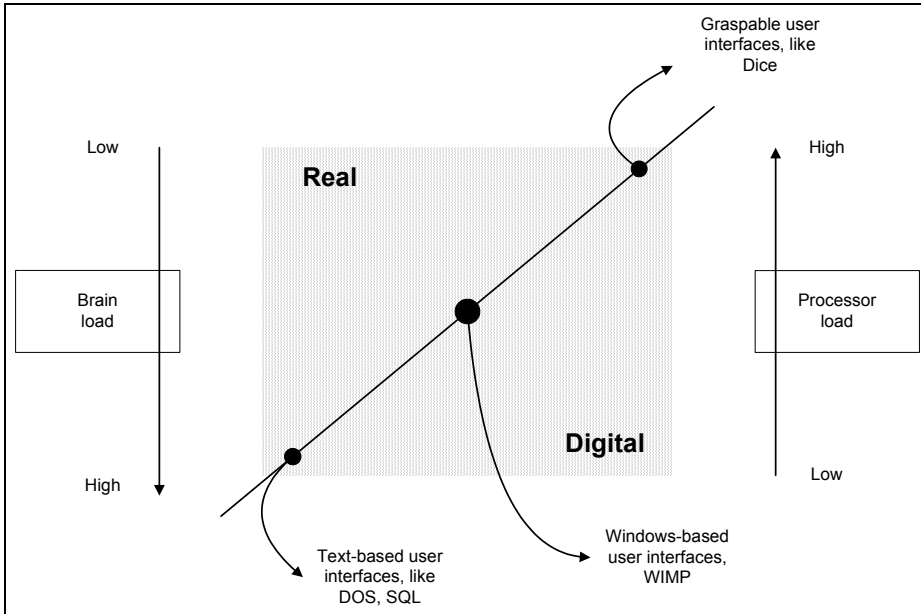 Graspable user
interfaces, like
Dice
Low
High
Real
Brain
load
Processor
load
Digital
High
Low
Windows-based
user interfaces,
WIMP
Text-based user
interfaces, like
DOS, SQL